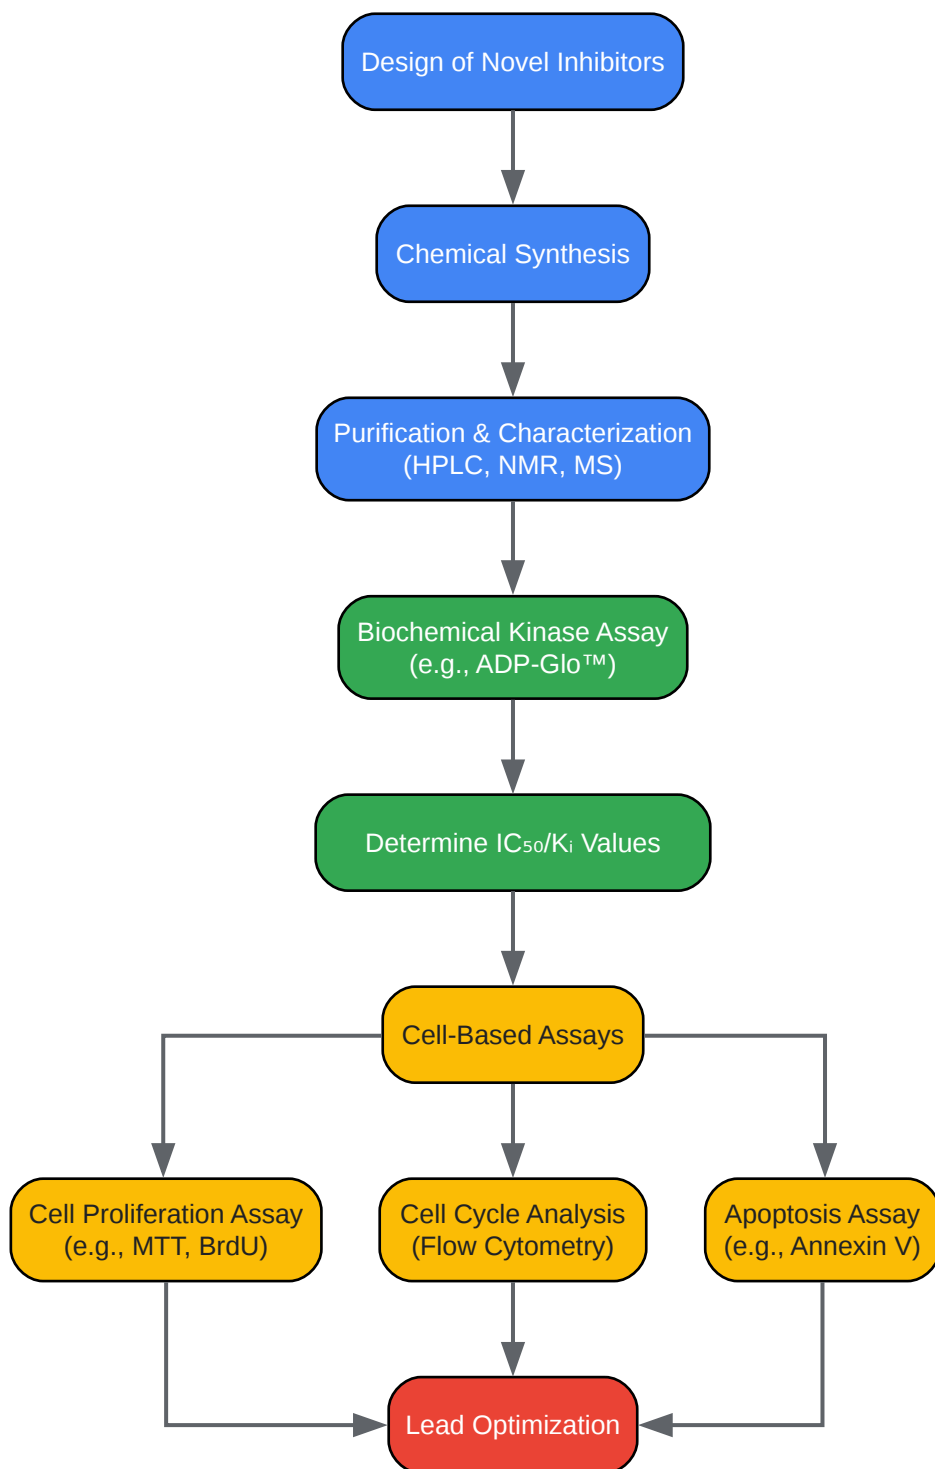 Design of Novel Inhibitors
Chemical Synthesis
Purification & Characterization
(HPLC, NMR, MS)
Biochemical Kinase Assay
(e.g., ADP-Glo™)
Determine IC₅₀/Kᵢ Values
Cell-Based Assays
Cell Proliferation Assay
(e.g., MTT, BrdU)
Cell Cycle Analysis
(Flow Cytometry)
Apoptosis Assay
(e.g., Annexin V)
Lead Optimization